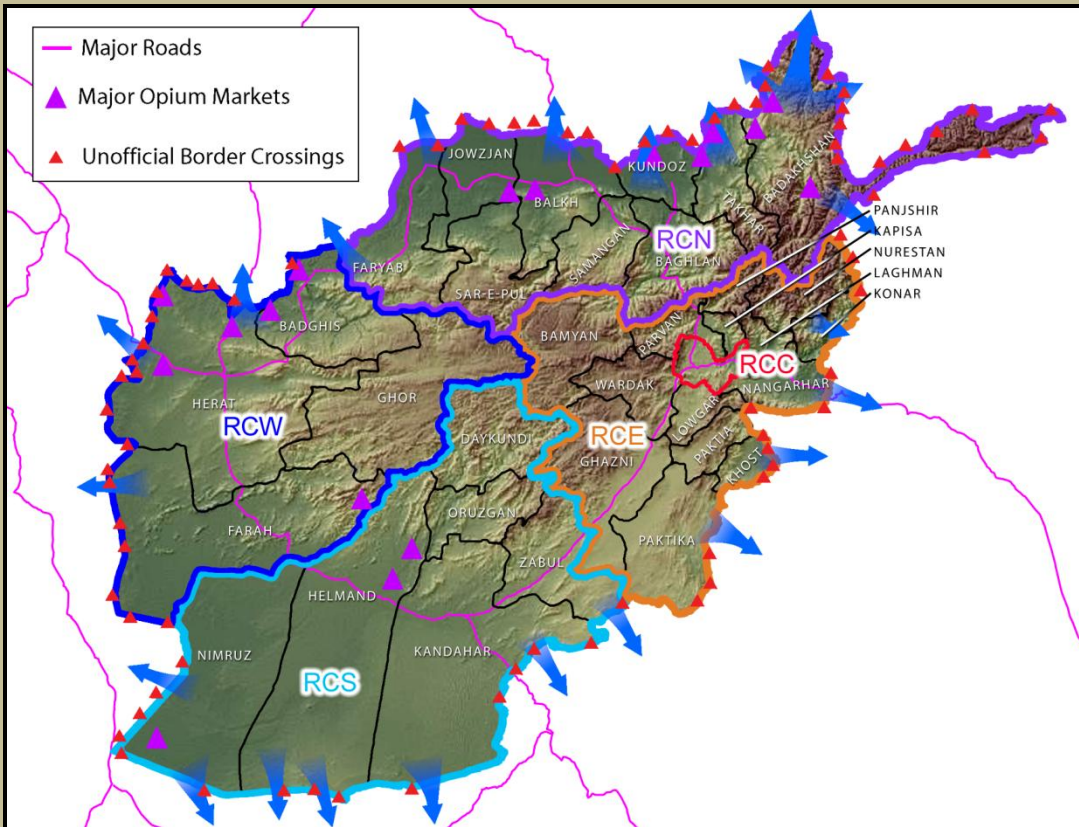 Major Roads
Major Opium Markets
Unofficial Border Crossings
JOWZJAN
KUNDOZ
BALKH
TAKHAR
BADAKHSHAN
PANJSHIR
KAPISA
NURESTAN
LAGHMAN
KONAR
RCN
SAMANGAN
BAGHLAN
FARYAB
SAR-E-PUL
BADGHIS
BAMYAN
PARVAN
RCC
WARDAK
NANGARHAR
HERAT
GHOR
RCW
LOWGAR
DAYKUNDI
RCE
PAKTIA
GHAZNI
KHOST
ORUZGAN
FARAH
PAKTIKA
ZABUL
HELMAND
NIMRUZ
KANDAHAR
RCS